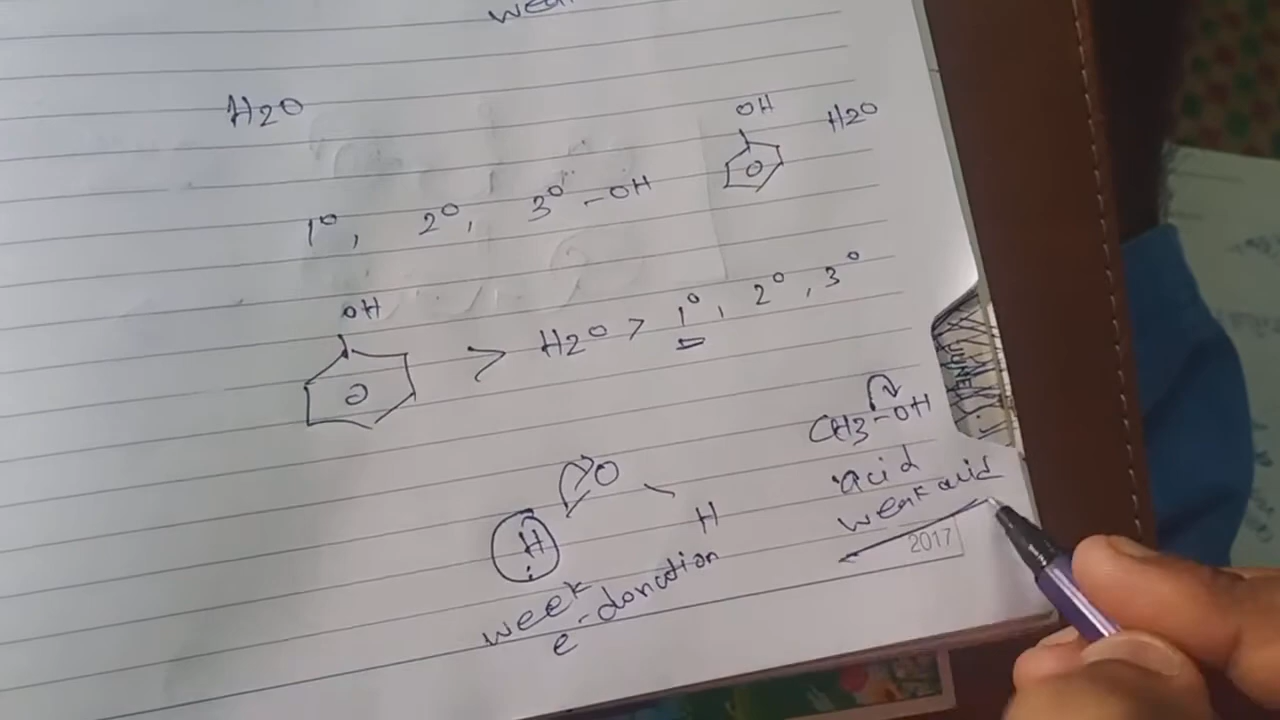 H2O
OH H2O
1°, 2°, 3° -OH
OH
> H2O > 1°, 2°, 3°
CH3-OH
acid
weak acid
O
H H
week
e- donation
2017
JUNE